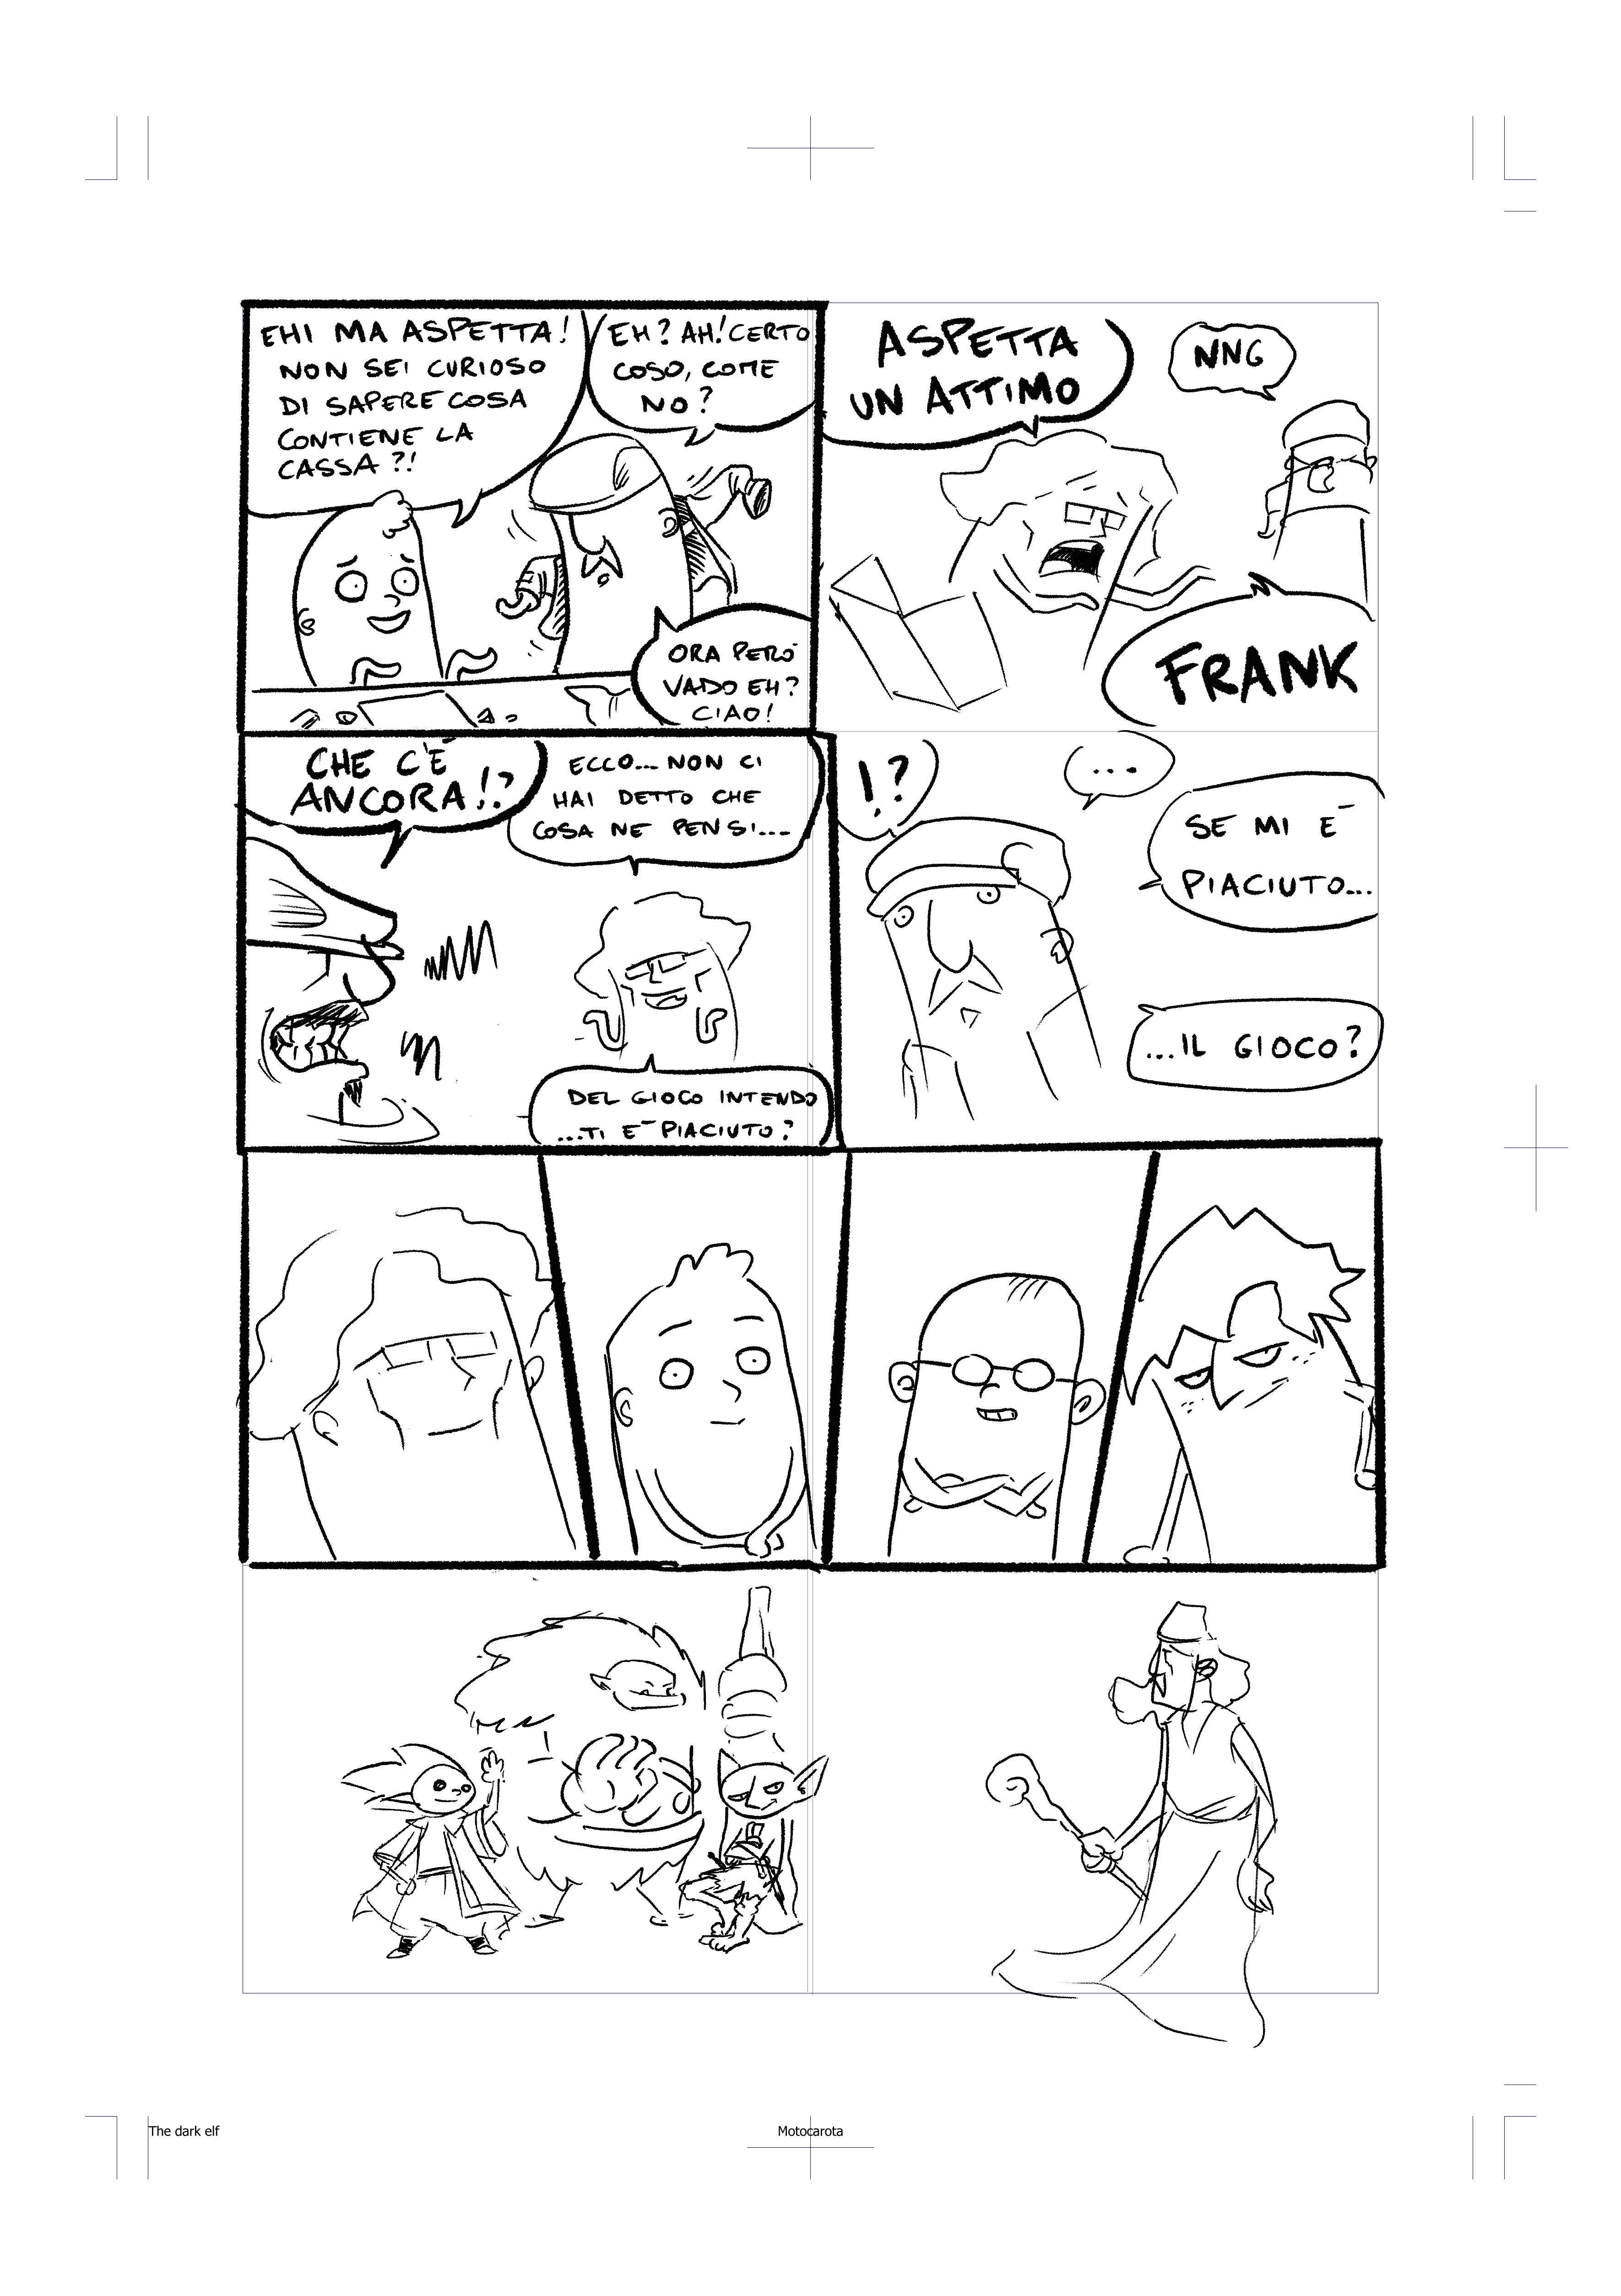 EHI MA ASPETTA!
NON SEI CURIOSO
DI SAPERE COSA
CONTIENE LA
CASSA?!
EH? AH! CERTO
COSO, COME
NO?
ORA PERÒ
VADO EH?
CIAO!
ASPETTA
UN ATTIMO
NNG
FRANK
CHE C'È
ANCORA!?
ECCO... NON CI
HAI DETTO CHE
COSA NE PENSI...
DEL GIOCO INTENDO
...TI È PIACIUTO?
!?
...
SE MI È
PIACIUTO...
...IL GIOCO?
The dark elf
Motocarota